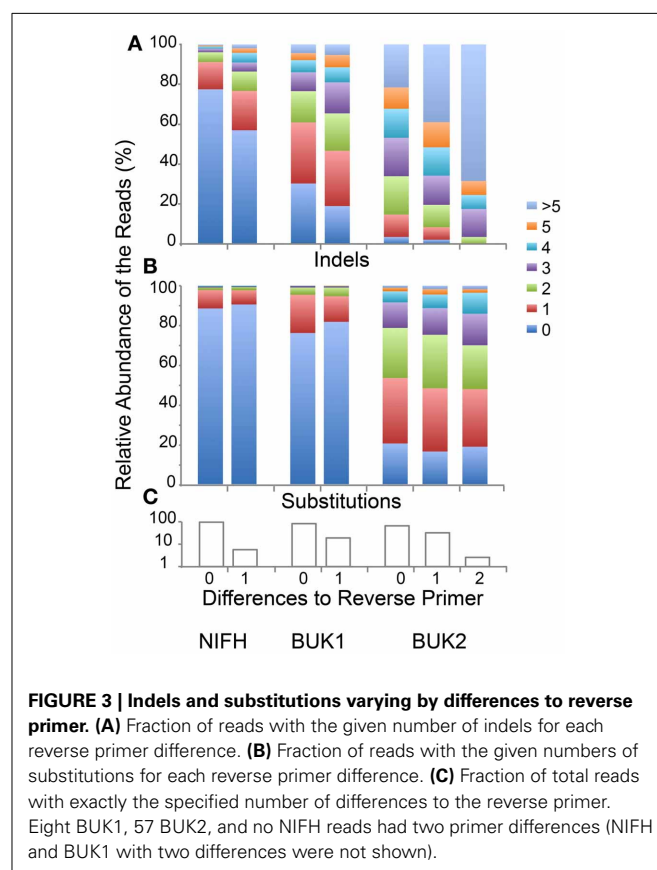 A
100
80
60
40
20
0
Indels
B
100
80
60
40
20
0
Substitutions
Relative Abundance of the Reads (%)
>5
5
4
3
2
1
0
C
100
10
1
0 1 0 1 0 1 2
Differences to Reverse Primer
NIFH BUK1 BUK2
FIGURE 3 | Indels and substitutions varying by differences to reverse
primer. (A) Fraction of reads with the given number of indels for each
reverse primer difference. (B) Fraction of reads with the given numbers of
substitutions for each reverse primer difference. (C) Fraction of total reads
with exactly the specified number of differences to the reverse primer.
Eight BUK1, 57 BUK2, and no NIFH reads had two primer differences (NIFH
and BUK1 with two differences were not shown).